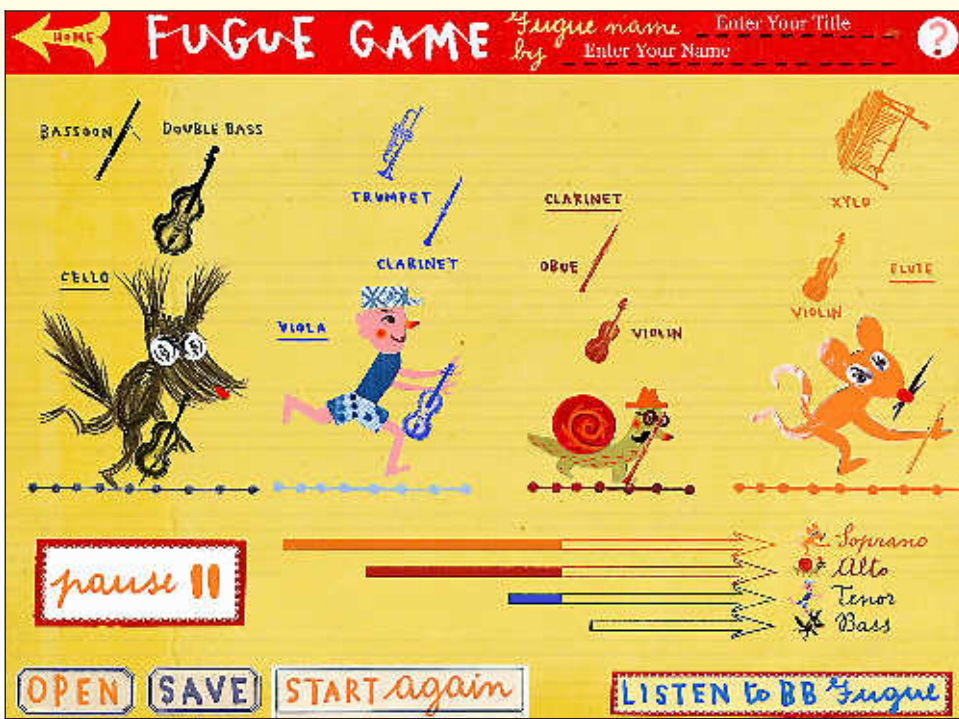 HOME
FUGUE GAME
Fugue name Enter Your Title
by Enter Your Name
?
BASSOON
DOUBLE BASS
TRUMPET
CLARINET
CELLO
VIOLA
CLARINET
OBOE
VIOLIN
XYLO
VIOLIN
FLUTE
pause
Soprano
Alto
Tenor
Bass
OPEN
SAVE
START again
LISTEN to BB Fugue